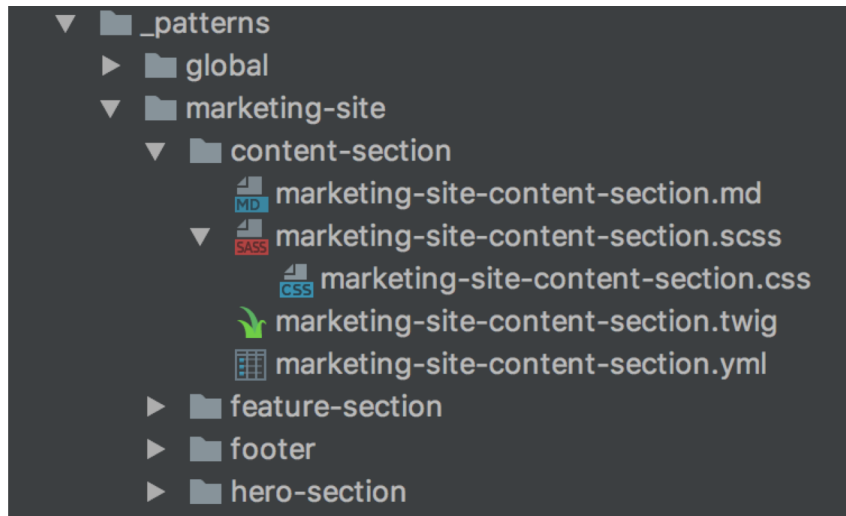 _patterns
global
marketing-site
content-section
MD marketing-site-content-section.md
SASS marketing-site-content-section.scss
CSS marketing-site-content-section.css
marketing-site-content-section.twig
marketing-site-content-section.yml
feature-section
footer
hero-section